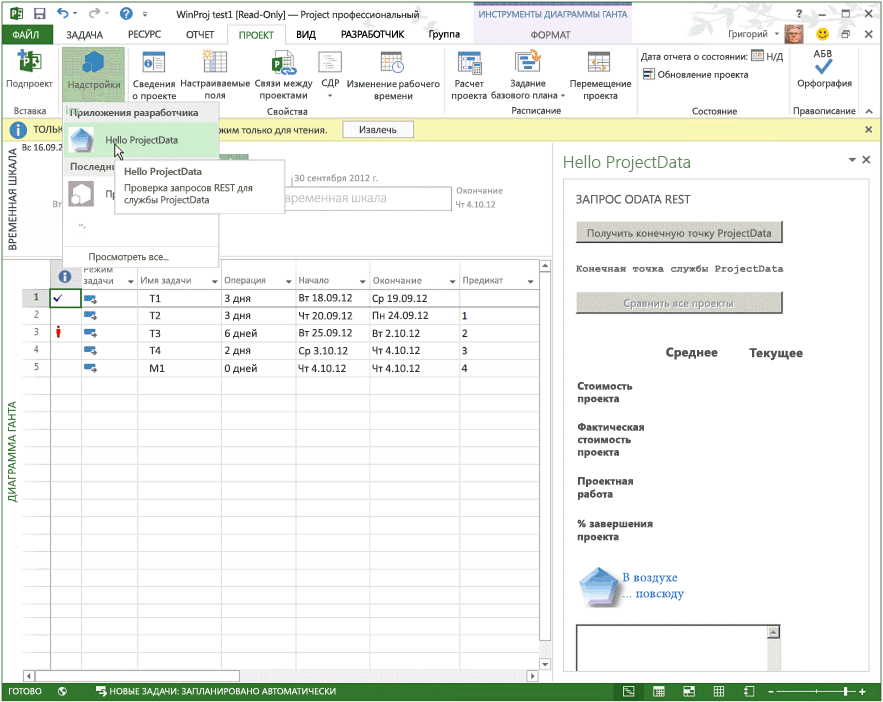 WinProj test1 [Read-Only] — Project профессиональный
ИНСТРУМЕНТЫ ДИАГРАММЫ ГАНТА
?
ФАЙЛ ЗАДАЧА РЕСУРС ОТЧЕТ ПРОЕКТ ВИД РАЗРАБОТЧИК Группа ФОРМАТ Григорий
Подпроект
Надстройки
Сведения о проекте
Настраиваемые поля
Связи между проектами
СДР
Изменение рабочего времени
Расчет проекта
Задание базового плана
Перемещение проекта
Дата отчета о состоянии: Н/Д
Обновление проекта
АБВ
Орфография
Вставка Свойства Расписание Состояние Правописание
Приложения разработчика
ТОЛЬК
жим только для чтения.
Извлечь
Hello ProjectData
Последни
Hello ProjectData
Проверка запросов REST для
службы ProjectData
Пр
Просмотреть все...
ВРЕМЕННАЯ ШКАЛА
Вс 16.09.2
Вт
30 сентября 2012 г.
временная шкала
Окончание
Чт 4.10.12
Режим задачи Имя задачи Операция Начало Окончание Предикат
1 T1 3 дня Вт 18.09.12 Ср 19.09.12
2 T2 3 дня Чт 20.09.12 Пн 24.09.12 1
3 T3 6 дней Вт 25.09.12 Вт 2.10.12 2
4 T4 2 дня Ср 3.10.12 Чт 4.10.12 3
5 M1 0 дней Чт 4.10.12 Чт 4.10.12 4
ДИАГРАММА ГАНТА
Hello ProjectData
ЗАПРОС ODATA REST
Получить конечную точку ProjectData
Конечная точка службы ProjectData
Сравнить все проекты
Среднее Текущее
Стоимость
проекта
Фактическая
стоимость
проекта
Проектная
работа
% завершения
проекта
В воздухе
... повсюду
ГОТОВО НОВЫЕ ЗАДАЧИ: ЗАПЛАНИРОВАНО АВТОМАТИЧЕСКИ